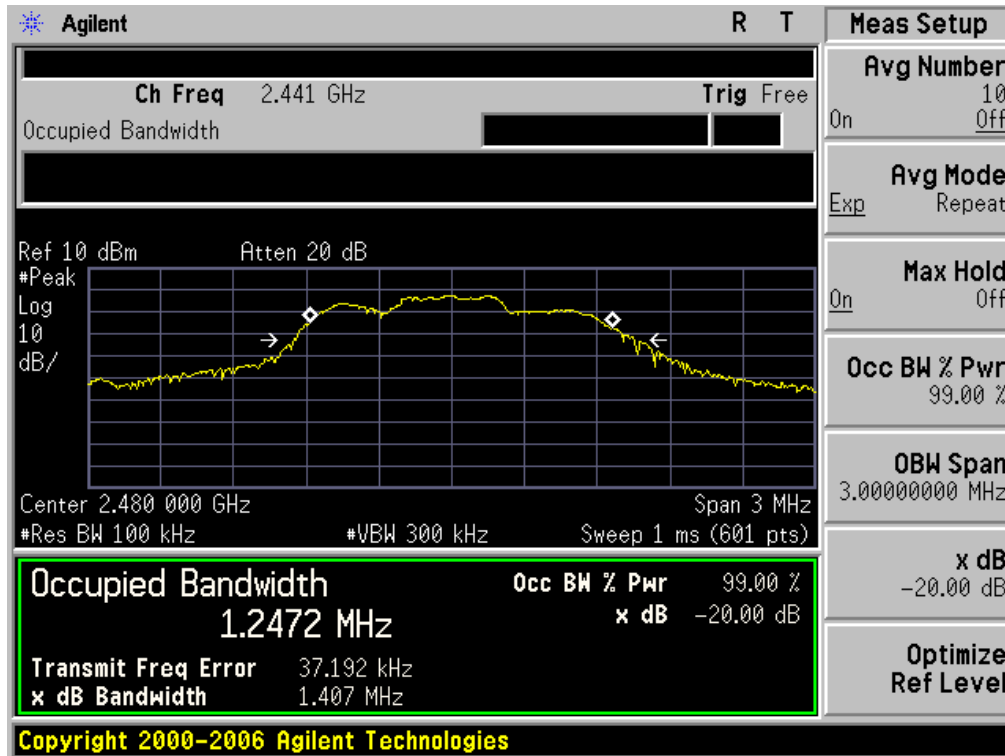 Agilent R T
Ch Freq 2.441 GHz Trig Free
Occupied Bandwidth
Ref 10 dBm Atten 20 dB
#Peak
Log
10
dB/
Center 2.480 000 GHz Span 3 MHz
#Res BW 100 kHz #VBW 300 kHz Sweep 1 ms (601 pts)
Occupied Bandwidth
1.2472 MHz
Occ BW % Pwr 99.00 %
x dB -20.00 dB
Transmit Freq Error 37.192 kHz
x dB Bandwidth 1.407 MHz
Copyright 2000-2006 Agilent Technologies
Meas Setup
Avg Number
10
On Off
Avg Mode
Exp Repeat
Max Hold
On Off
Occ BW % Pwr
99.00 %
OBW Span
3.00000000 MHz
x dB
-20.00 dB
Optimize
Ref Level